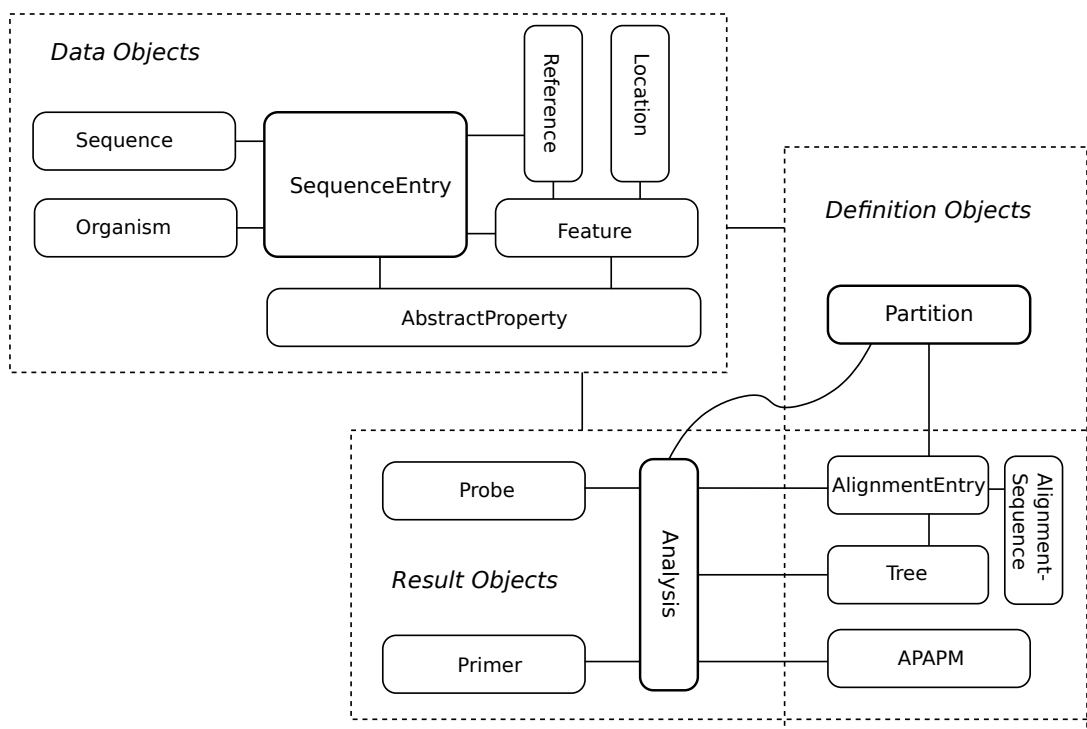 Data Objects
Reference
Location
Sequence
SequenceEntry
Organism
Feature
AbstractProperty
Definition Objects
Partition
Probe
Analysis
AlignmentEntry
Alignment-
Sequence
Result Objects
Tree
Primer
APAPM